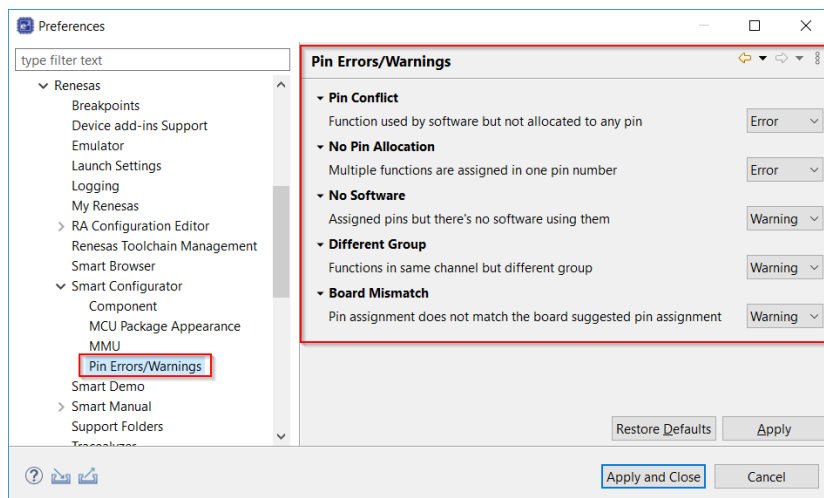 Preferences
type filter text
Renesas
Breakpoints
Device add-ins Support
Emulator
Launch Settings
Logging
My Renesas
RA Configuration Editor
Renesas Toolchain Management
Smart Browser
Smart Configurator
Component
MCU Package Appearance
MMU
Pin Errors/Warnings
Smart Demo
Smart Manual
Support Folders
Tracealyzer
Pin Errors/Warnings
Pin Conflict
Function used by software but not allocated to any pin Error
No Pin Allocation
Multiple functions are assigned in one pin number Error
No Software
Assigned pins but there's no software using them Warning
Different Group
Functions in same channel but different group Warning
Board Mismatch
Pin assignment does not match the board suggested pin assignment Warning
Restore Defaults Apply
Apply and Close Cancel